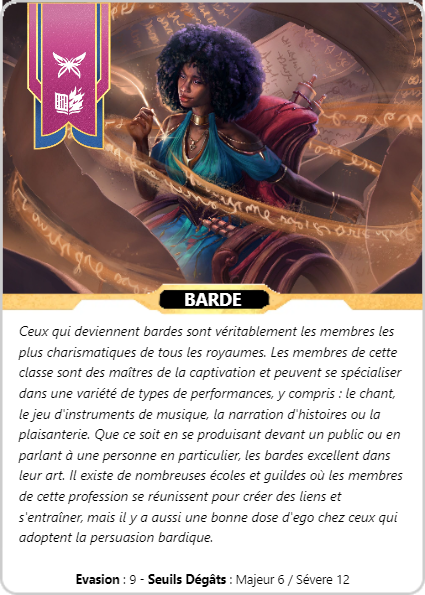 BARDE
Ceux qui deviennent bardes sont véritablement les membres les
plus charismatiques de tous les royaumes. Les membres de cette
classe sont des maîtres de la captivation et peuvent se spécialiser
dans une variété de types de performances, y compris : le chant,
le jeu d'instruments de musique, la narration d'histoires ou la
plaisanterie. Que ce soit en se produisant devant un public ou en
parlant à une personne en particulier, les bardes excellent dans
leur art. Il existe de nombreuses écoles et guildes où les membres
de cette profession se réunissent pour créer des liens et
s'entraîner, mais il y a aussi une bonne dose d'ego chez ceux qui
adoptent la persuasion bardique.
Evasion : 9 - Seuils Dégâts : Majeur 6 / Sévere 12